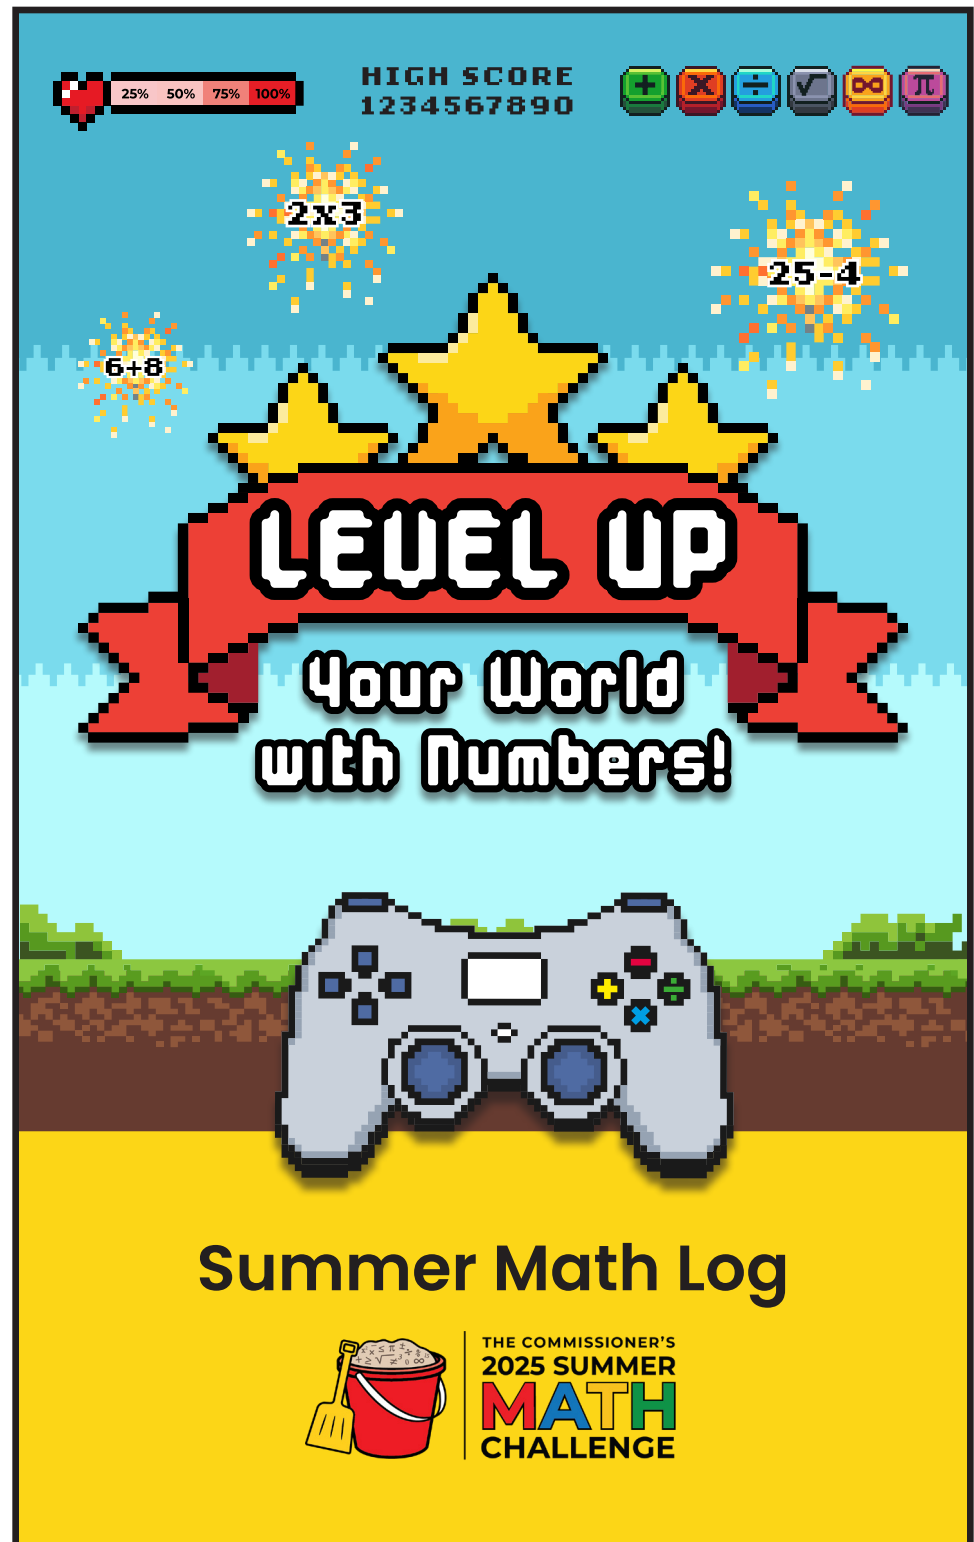 25% 50% 75% 100%
HIGH SCORE
1234567890
+ × ÷ √ ∞ π
2x3
25-4
6+8
LEVEL UP
Your World
with Numbers!
Summer Math Log
THE COMMISSIONER'S
2025 SUMMER
MATH
CHALLENGE